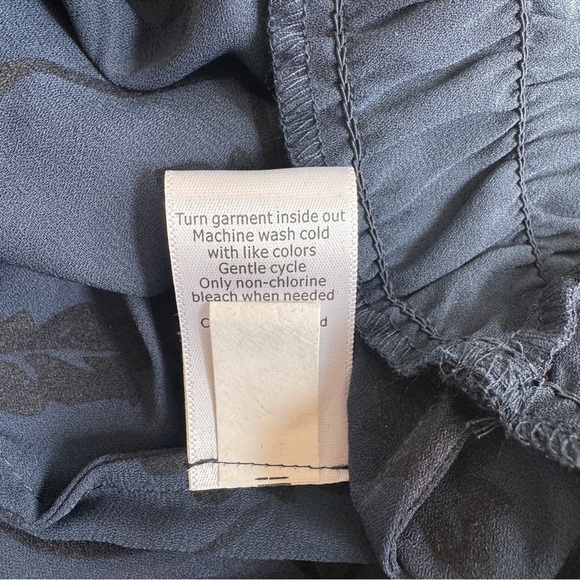 Turn garment inside out
Machine wash cold
with like colors
Gentle cycle
Only non-chlorine
bleach when needed